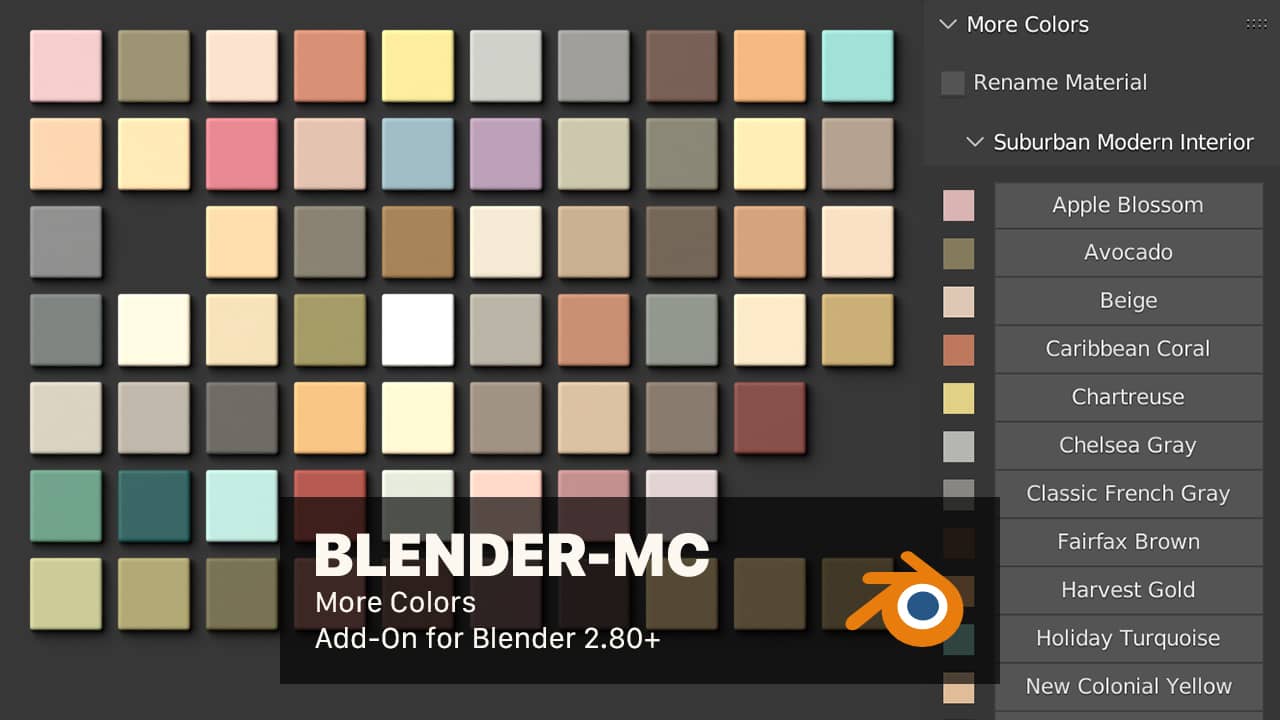 More Colors
Rename Material
Suburban Modern Interior
Apple Blossom
Avocado
Beige
Caribbean Coral
Chartreuse
Chelsea Gray
Classic French Gray
Fairfax Brown
Harvest Gold
Holiday Turquoise
New Colonial Yellow
BLENDER-MC
More Colors
Add-On for Blender 2.80+